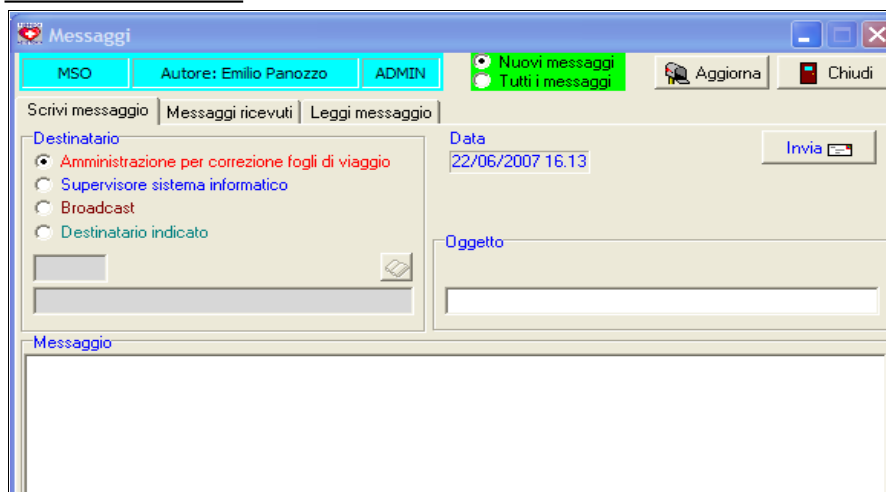 Messaggi
MSO Autore: Emilio Panozzo ADMIN
Nuovi messaggi
Tutti i messaggi
Aggiorna
Chiudi
Scrivi messaggio Messaggi ricevuti Leggi messaggio
Destinatario
Amministrazione per correzione fogli di viaggio
Supervisore sistema informatico
Broadcast
Destinatario indicato
Data
22/06/2007 16.13
Invia
Oggetto
Messaggio